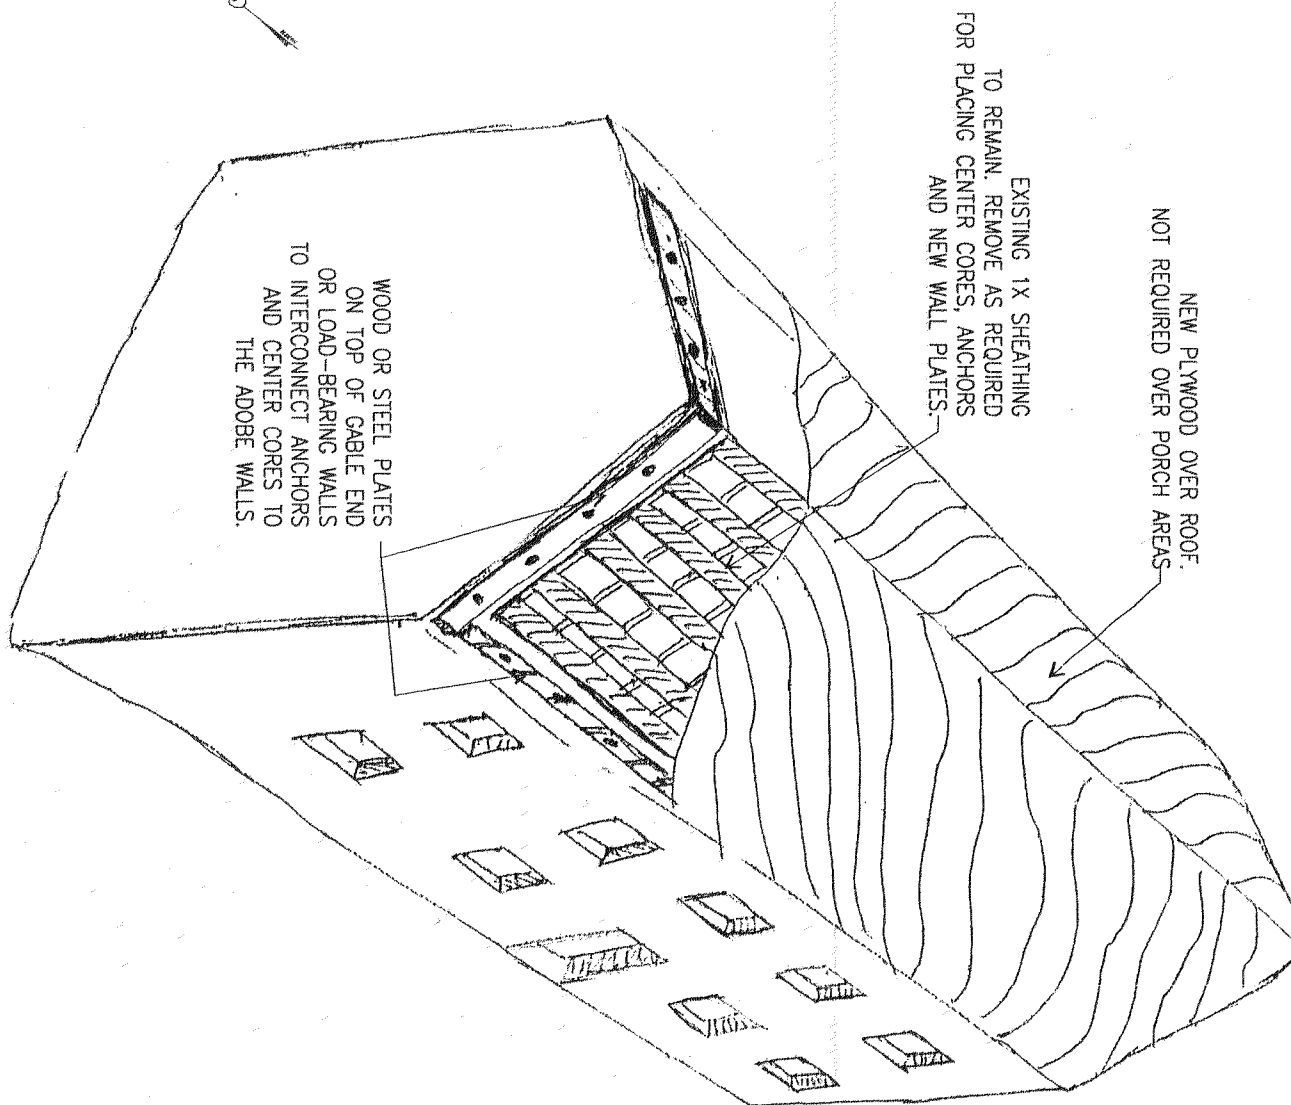 NEW PLYWOOD OVER ROOF.
NOT REQUIRED OVER PORCH AREAS
EXISTING 1X SHEATHING
TO REMAIN. REMOVE AS REQUIRED
FOR PLACING CENTER CORES, ANCHORS
AND NEW WALL PLATES.
WOOD OR STEEL PLATES
ON TOP OF GABLE END
OR LOAD-BEARING WALLS
TO INTERCONNECT ANCHORS
AND CENTER CORES TO
THE ADOBE WALLS.